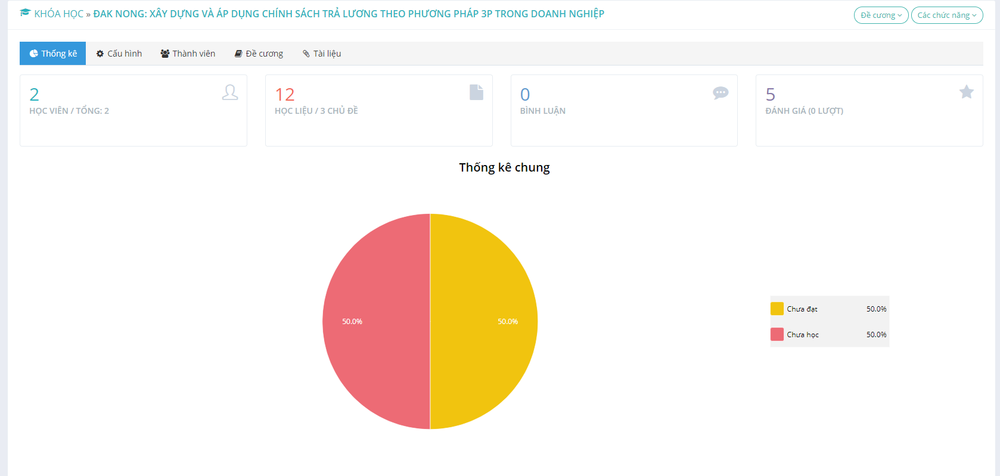 KHÓA HỌC » ĐAK NONG: XÂY DỰNG VÀ ÁP DỤNG CHÍNH SÁCH TRẢ LƯƠNG THEO PHƯƠNG PHÁP 3P TRONG DOANH NGHIỆP
Đề cương
Các chức năng
Thống kê
Cấu hình
Thành viên
Đề cương
Tài liệu
2
HỌC VIÊN / TỔNG: 2
12
HỌC LIỆU / 3 CHỦ ĐỀ
0
BÌNH LUẬN
5
ĐÁNH GIÁ (0 LƯỢT)
Thống kê chung
50.0%
50.0%
Chưa đạt 50.0%
Chưa học 50.0%